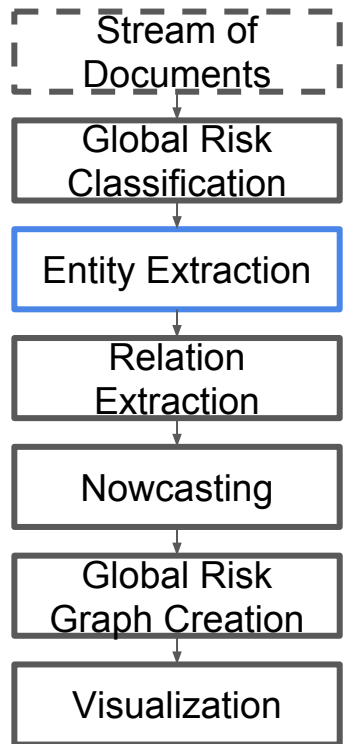 Stream of
Documents
Global Risk
Classification
Entity Extraction
Relation
Extraction
Nowcasting
Global Risk
Graph Creation
Visualization